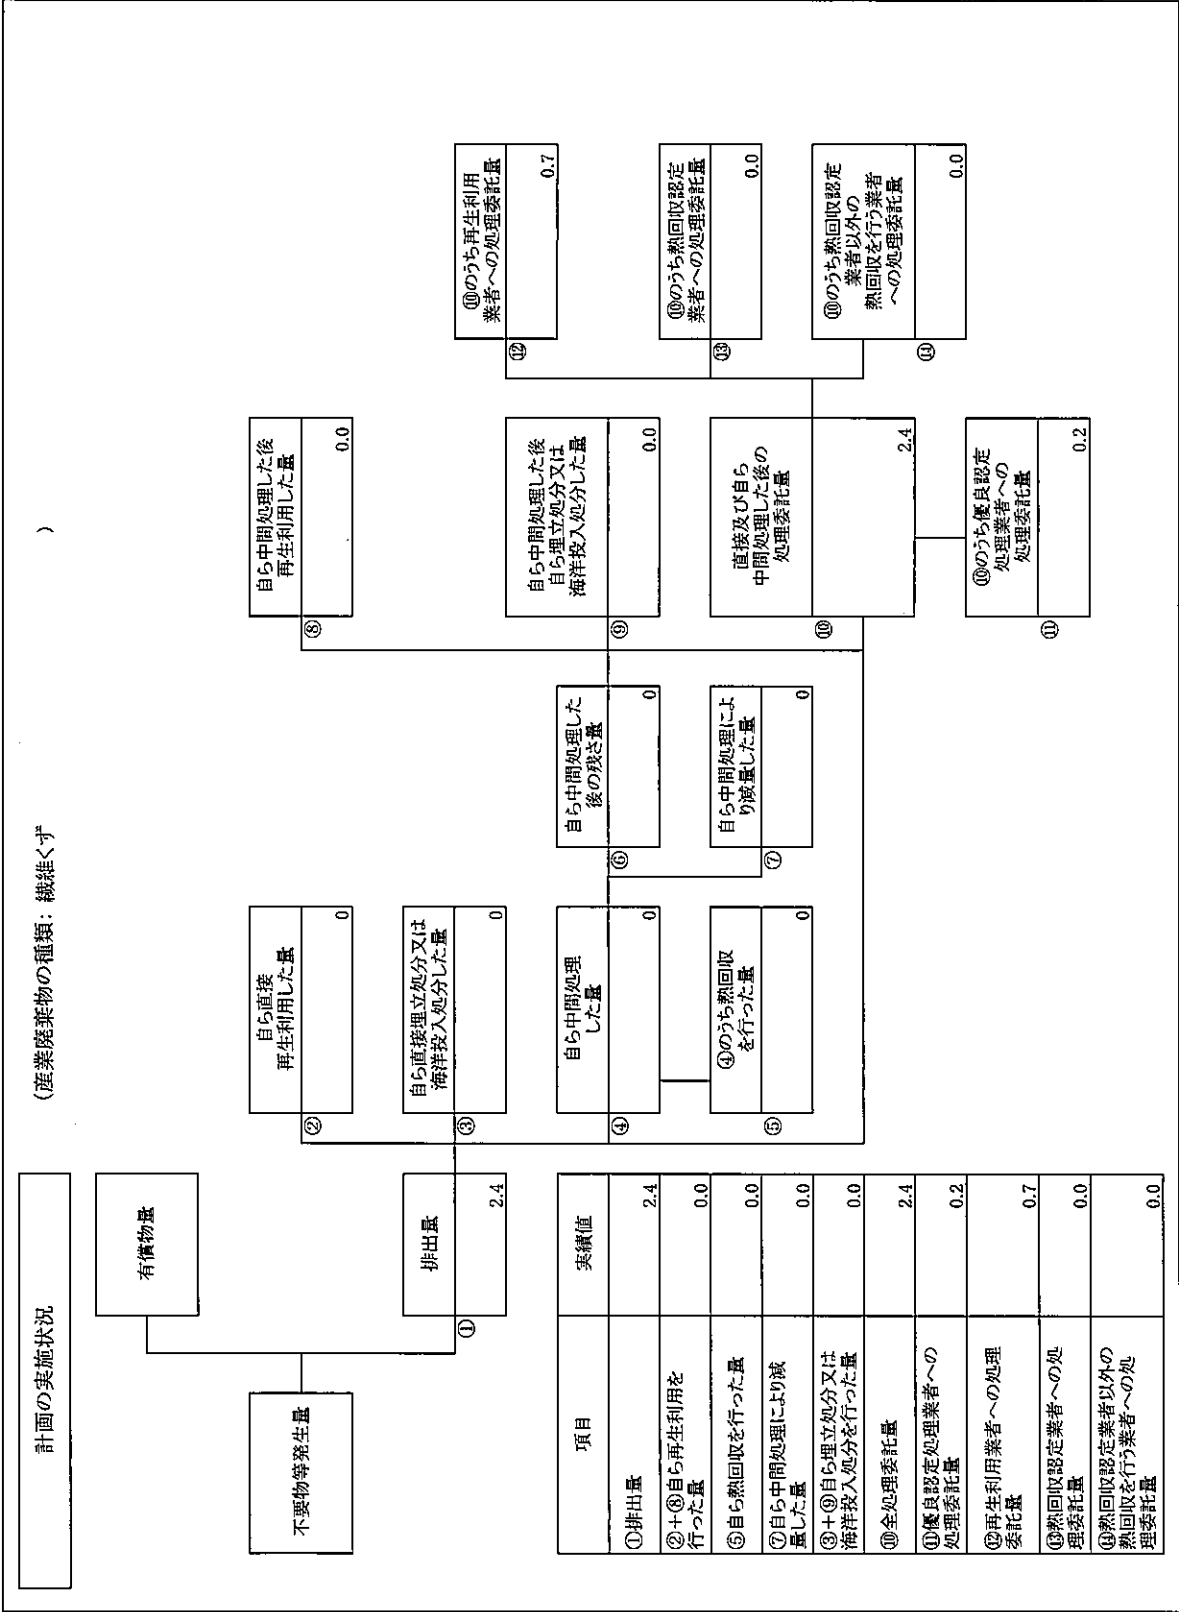 計画の実施状況
（産業廃棄物の種類：繊維くず　）
不要物等発生量
有償物量
①
排出量
2.4
②
自ら直接
再生利用した量
0
③
自ら直接埋立処分又は
海洋投入処分した量
0
④
自ら中間処理
した量
0
⑤
④のうち熱回収
を行った量
0
⑥
自ら中間処理した
後の残さ量
0
⑦
自ら中間処理によ
り減量した量
0
⑧
自ら中間処理した後
再生利用した量
0.0
⑨
自ら中間処理した後
自ら埋立処分又は
海洋投入処分した量
0.0
⑩
直接及び自ら
中間処理した後の
処理委託量
2.4
⑪
⑩のうち優良認定
処理業者への
処理委託量
0.2
⑫
⑩のうち再生利用
業者への処理委託量
0.7
⑬
⑩のうち熱回収認定
業者への処理委託量
0.0
⑭
⑩のうち熱回収認定
業者以外の
熱回収を行う業者
への処理委託量
0.0
項目 実績値
①排出量 2.4
②+⑧自ら再生利用を
行った量 0.0
⑤自ら熱回収を行った量 0.0
⑦自ら中間処理により減
量した量 0.0
③+⑨自ら埋立処分又は
海洋投入処分を行った量 0.0
⑩全処理委託量 2.4
⑪優良認定処理業者への
処理委託量 0.2
⑫再生利用業者への処理
委託量 0.7
⑬熱回収認定業者への処
理委託量 0.0
⑭熱回収認定業者以外の
熱回収を行う業者への処
理委託量 0.0